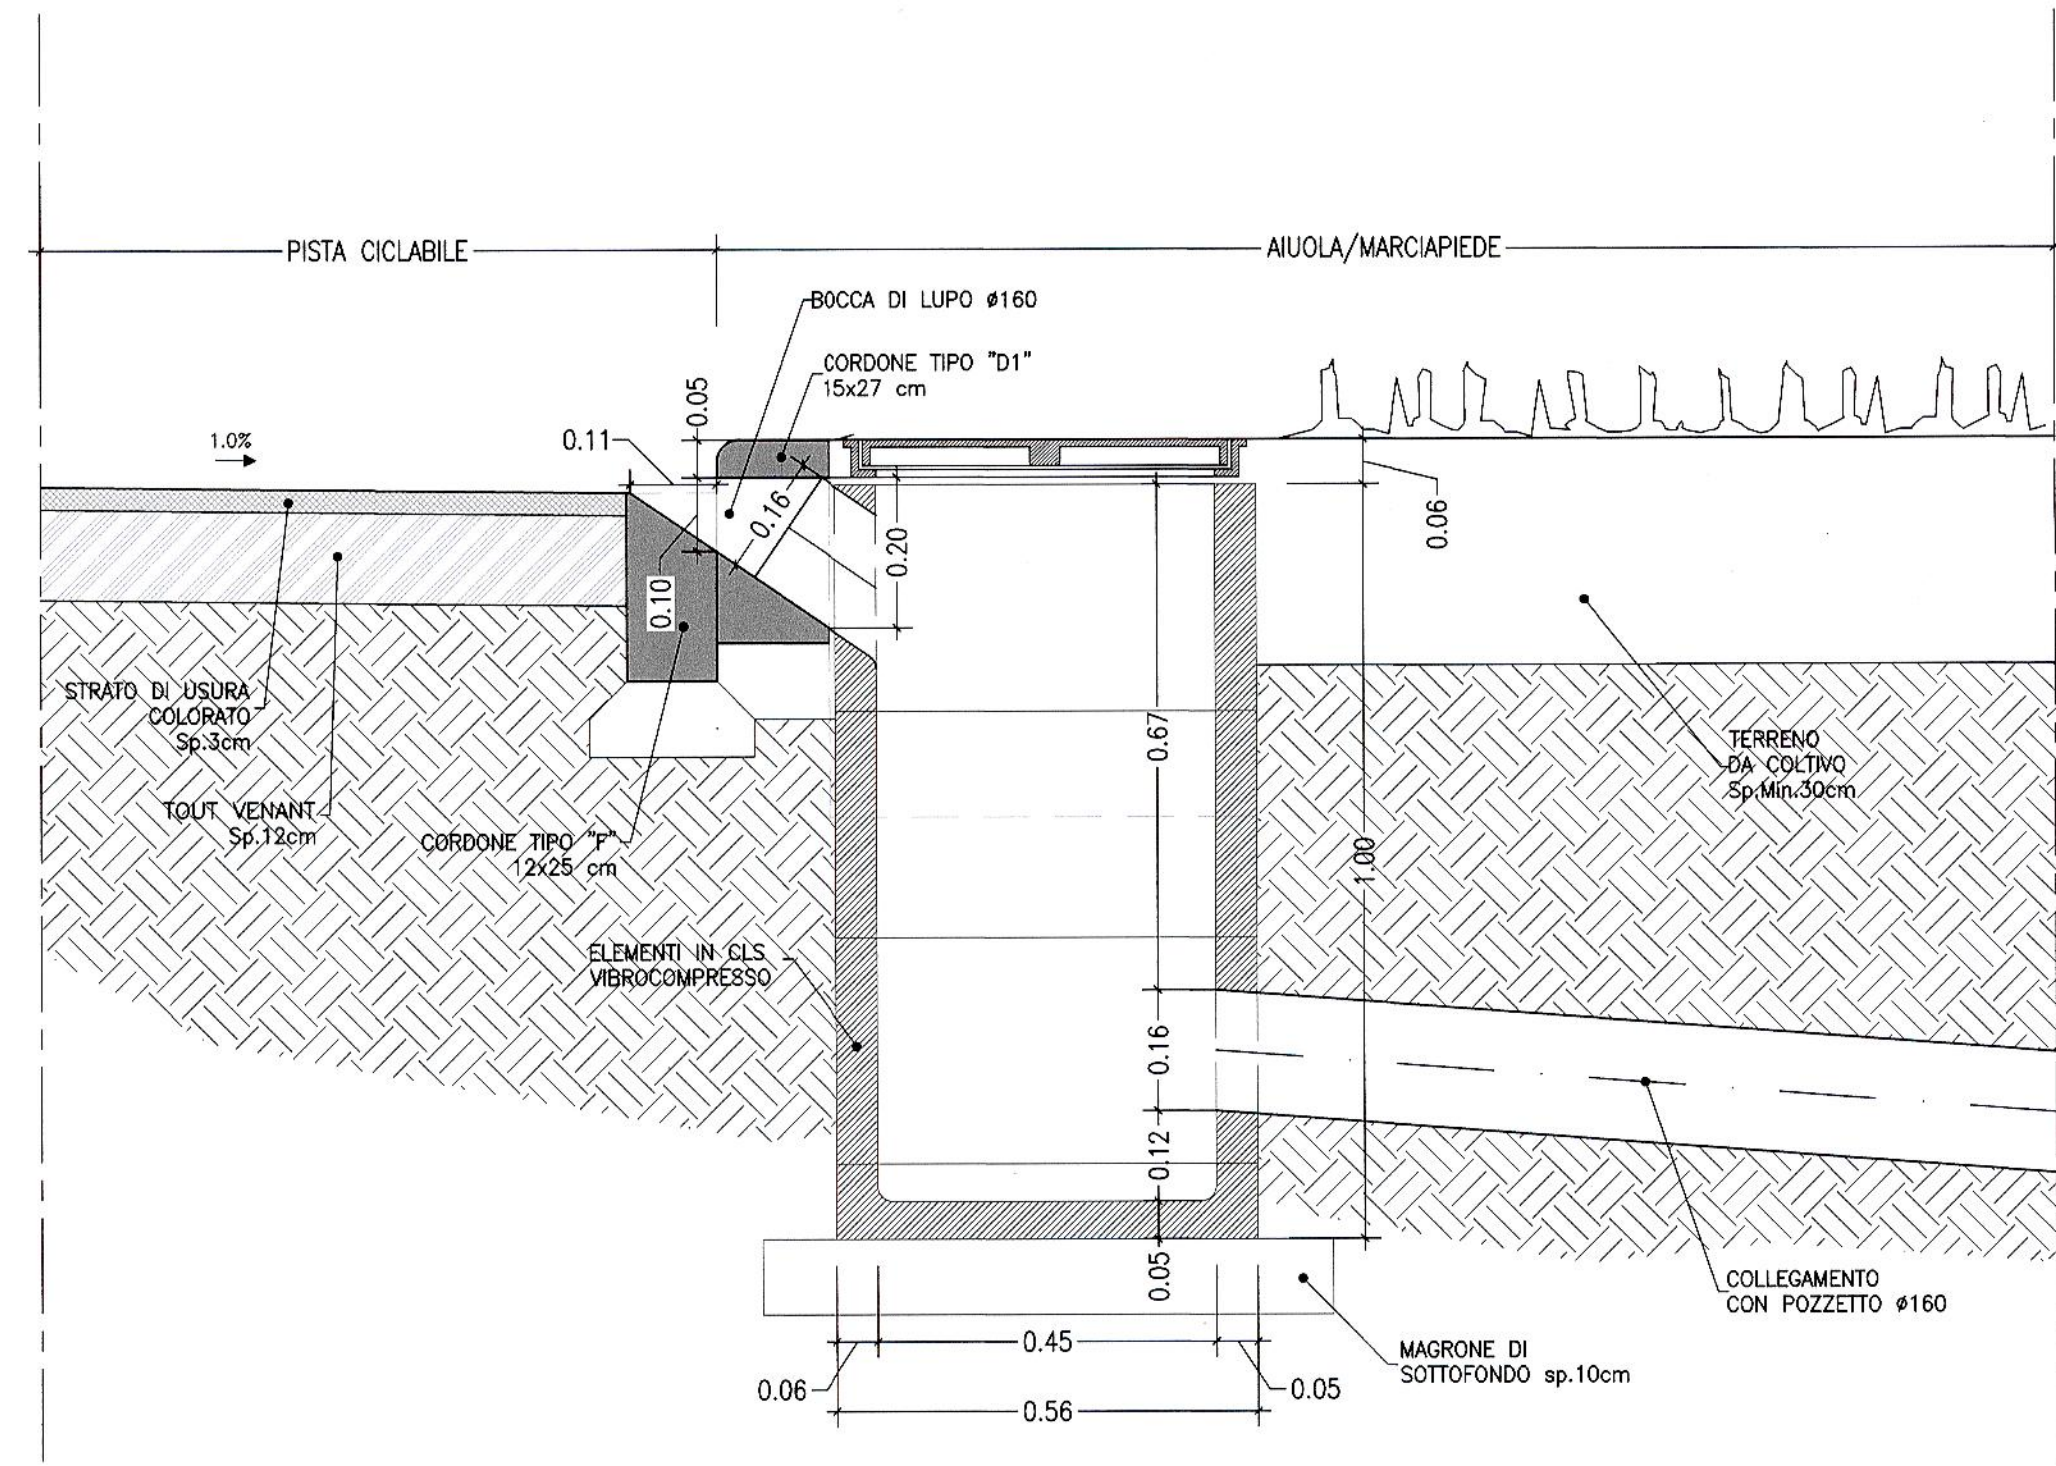 PISTA CICLABILE
AIUOLA/MARCIAPIEDE
BOCCA DI LUPO ø160
CORDONE TIPO "D1"
15x27 cm
0.05
1.0%
0.11
0.16
0.10
0.20
0.06
STRATO DI USURA
COLORATO
Sp.3cm
TOUT VENANT
Sp.12cm
CORDONE TIPO "F"
12x25 cm
0.67
1.00
TERRENO
DA COLTIVO
Sp.Min.30cm
ELEMENTI IN CLS
VIBROCOMPRESSO
0.16
0.12
0.05
COLLEGAMENTO
CON POZZETTO ø160
MAGRONE DI
SOTTOFONDO sp.10cm
0.45
0.06
0.05
0.56